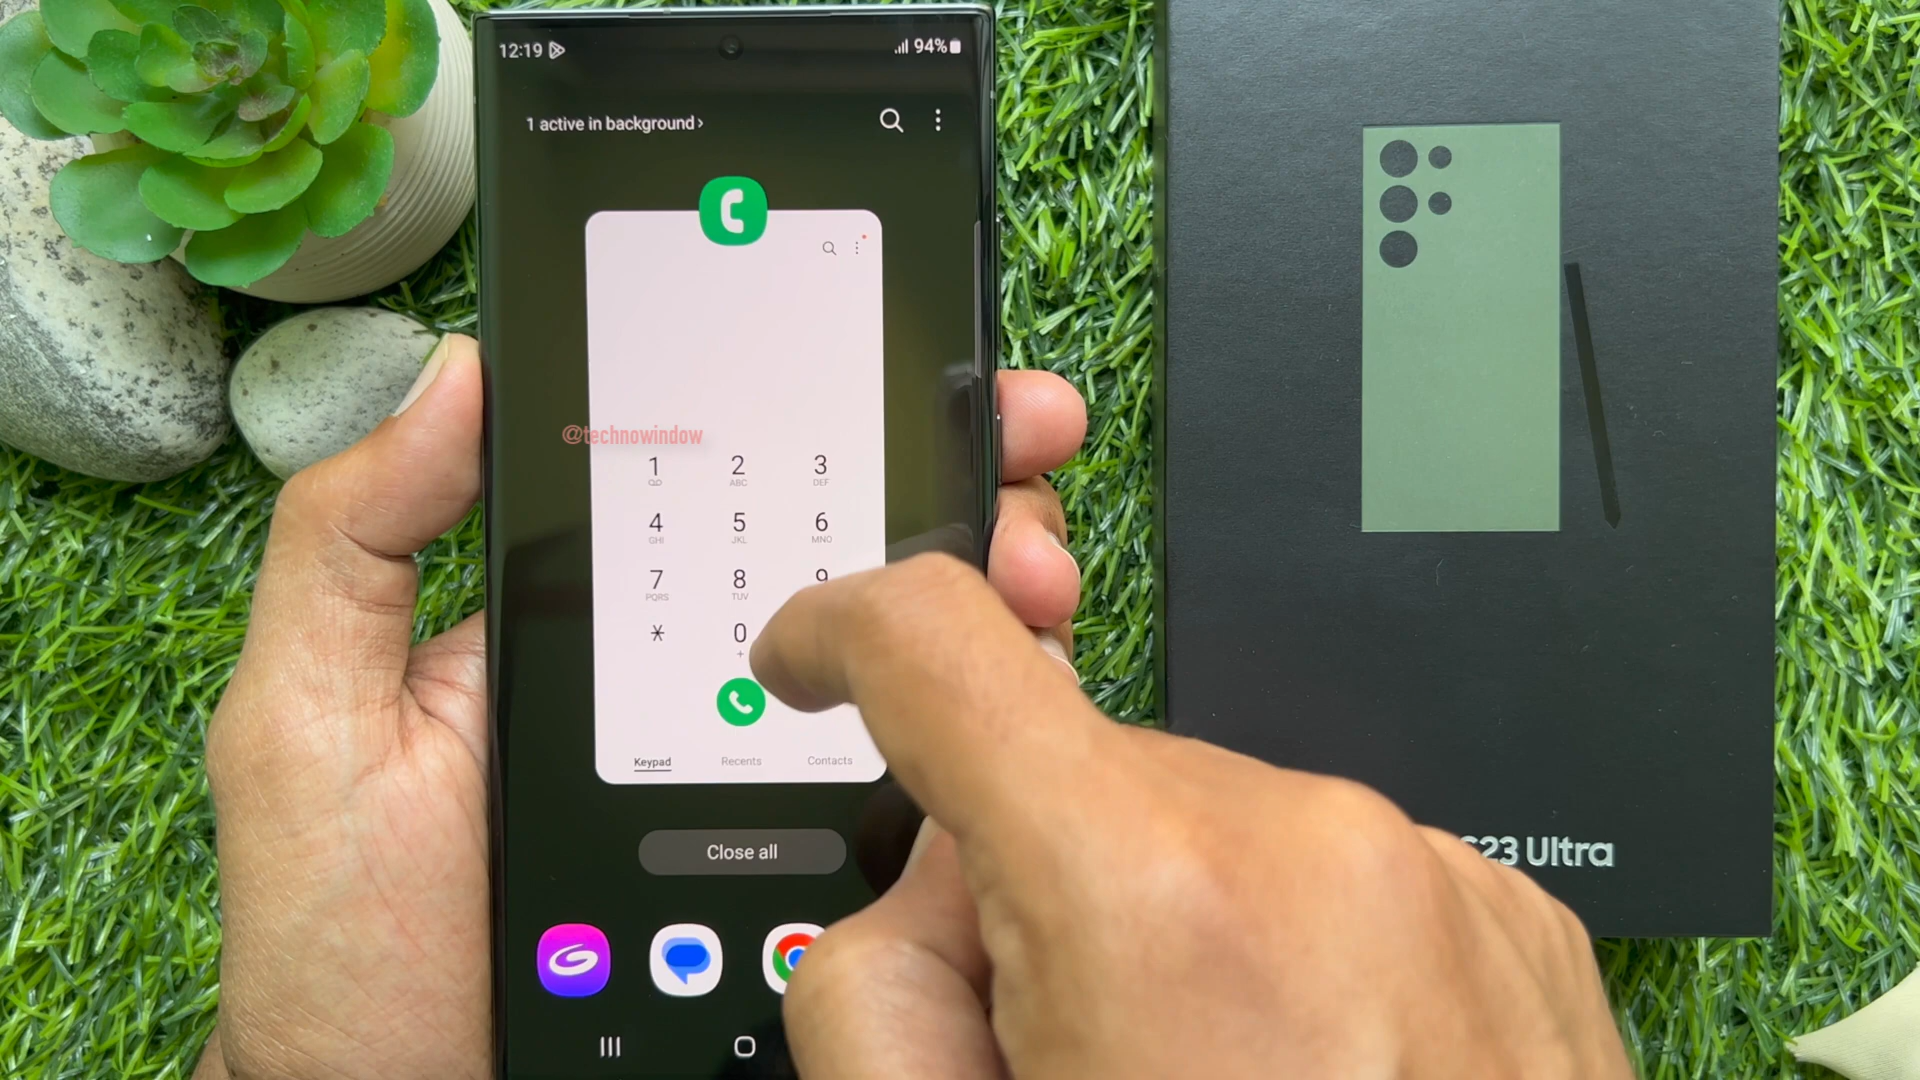 12:19
94%
1 active in background ›
@technowindow
1
2
ABC
3
DEF
4
GHI
5
JKL
6
MNO
7
PQRS
8
TUV
9
*
0
+
Keypad
Recents
Contacts
Close all
S23 Ultra